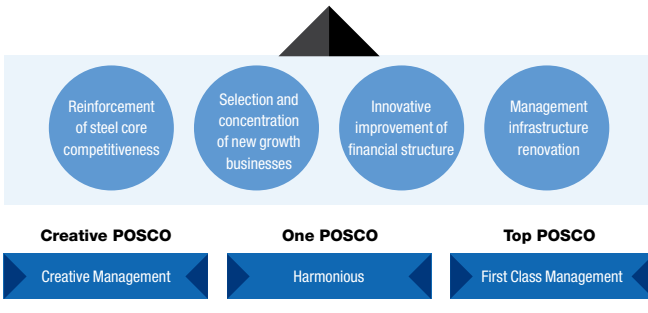 Reinforcement
of steel core
competitiveness
Selection and
concentration
of new growth
businesses
Innovative
improvement of
financial structure
Management
infrastructure
renovation
Creative POSCO
One POSCO
Top POSCO
Creative Management
Harmonious
First Class Management